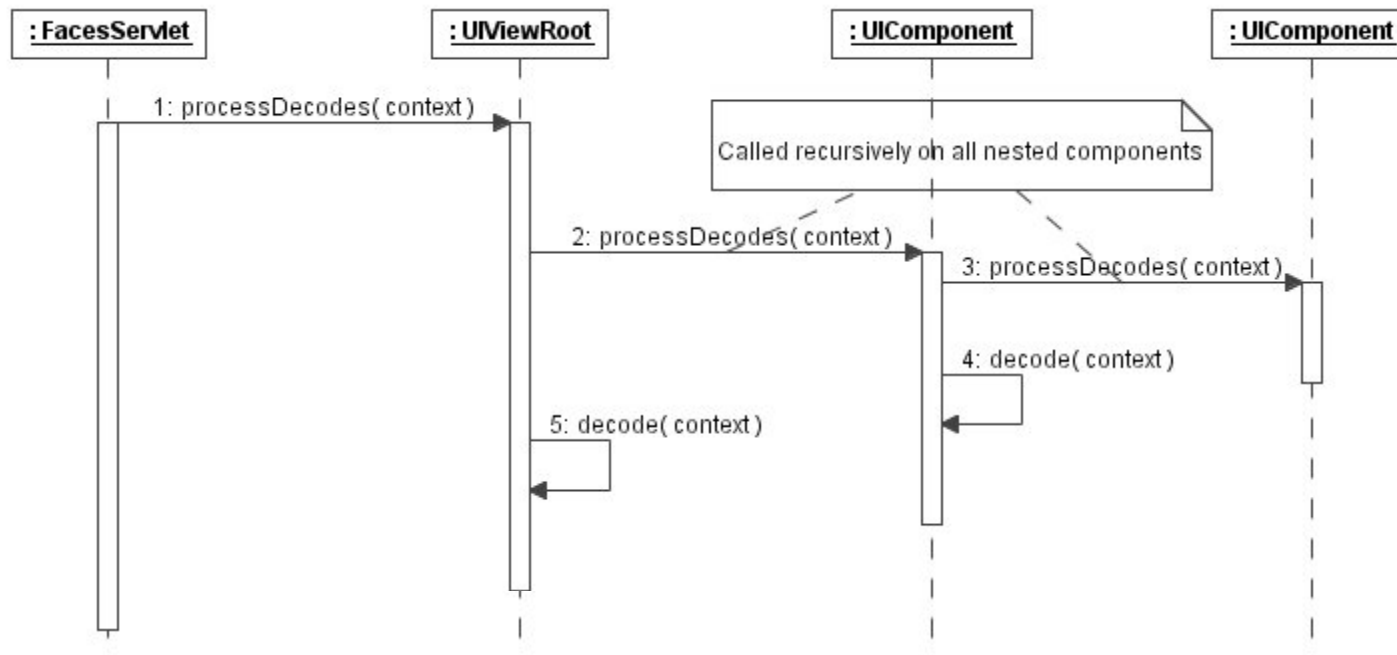 : FacesServlet
: UIViewRoot
: UIComponent
: UIComponent
1: processDecodes( context )
Called recursively on all nested components
2: processDecodes( context )
3: processDecodes( context )
4: decode( context )
5: decode( context )